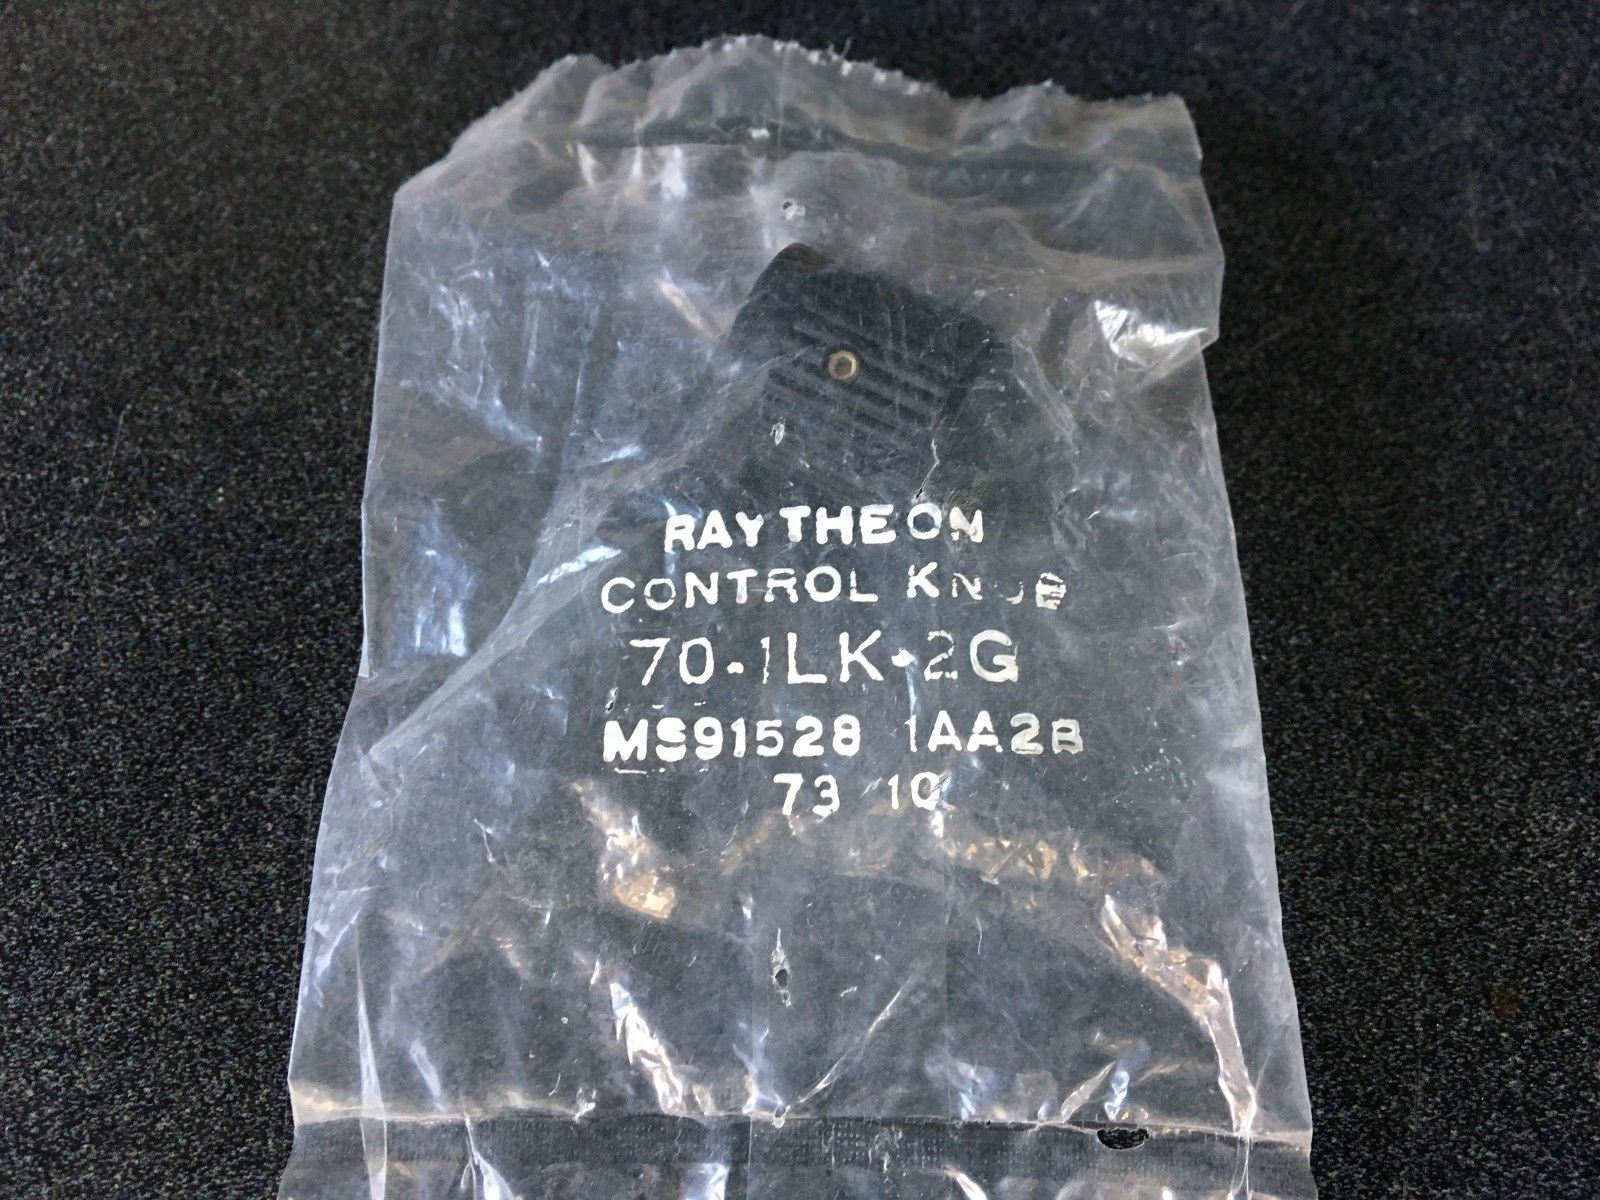 RAYTHEON
CONTROL KNOB
70-1LK-2G
MS91528 1AA2B
73 10